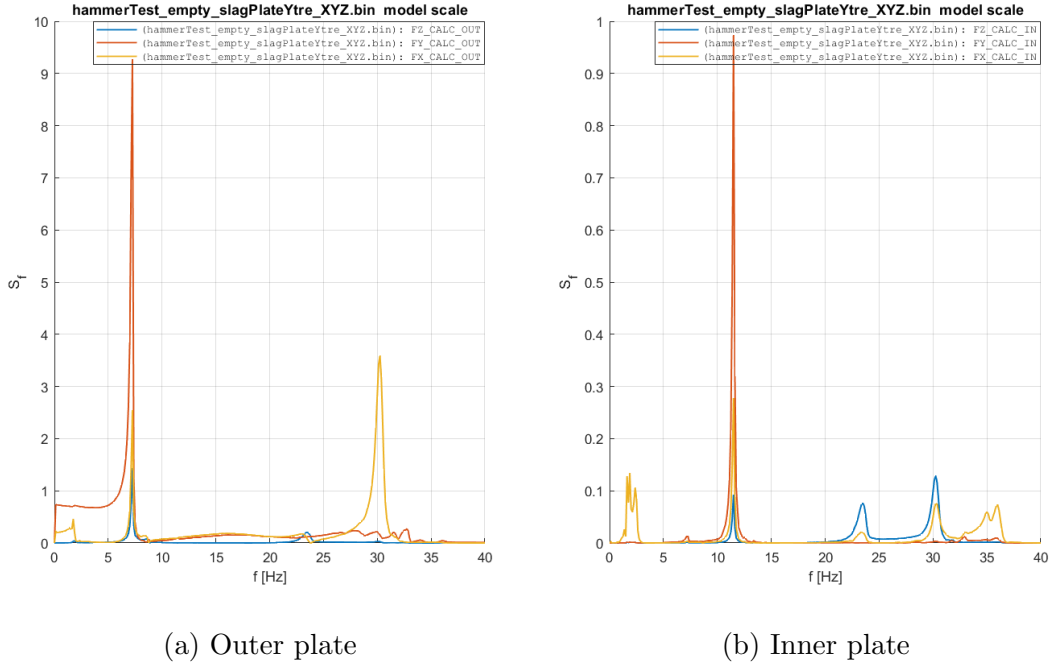 hammerTest_empty_slagPlateYtre_XYZ.bin model scale
(hammerTest_empty_slagPlateYtre_XYZ.bin): FZ_CALC_OUT
(hammerTest_empty_slagPlateYtre_XYZ.bin): FY_CALC_OUT
(hammerTest_empty_slagPlateYtre_XYZ.bin): FX_CALC_OUT
10
9
8
7
6
5
4
3
2
1
0
S_f
0 5 10 15 20 25 30 35 40
f [Hz]
(a) Outer plate
hammerTest_empty_slagPlateYtre_XYZ.bin model scale
(hammerTest_empty_slagPlateYtre_XYZ.bin): FZ_CALC_IN
(hammerTest_empty_slagPlateYtre_XYZ.bin): FY_CALC_IN
(hammerTest_empty_slagPlateYtre_XYZ.bin): FX_CALC_IN
1
0.9
0.8
0.7
0.6
0.5
0.4
0.3
0.2
0.1
0
S_f
0 5 10 15 20 25 30 35 40
f [Hz]
(b) Inner plate